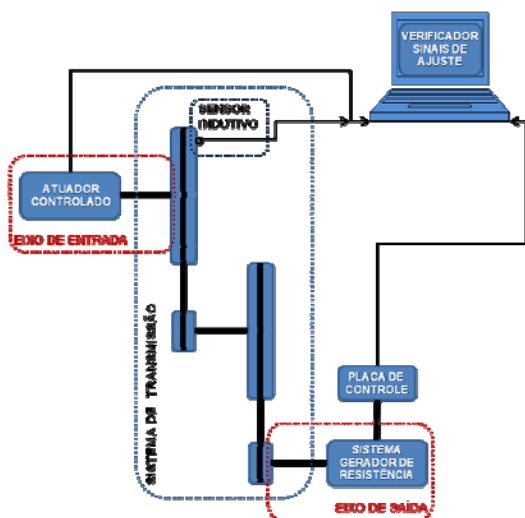 VERIFICADOR
SINAIS DE
AJUSTE
SENSOR
INDUTIVO
ATUADOR
CONTROLADO
EIXO DE ENTRADA
SISTEMA DE TRANSMISSÃO
PLACA DE
CONTROLE
SISTEMA
GERADOR DE
RESISTÊNCIA
EIXO DE SAÍDA